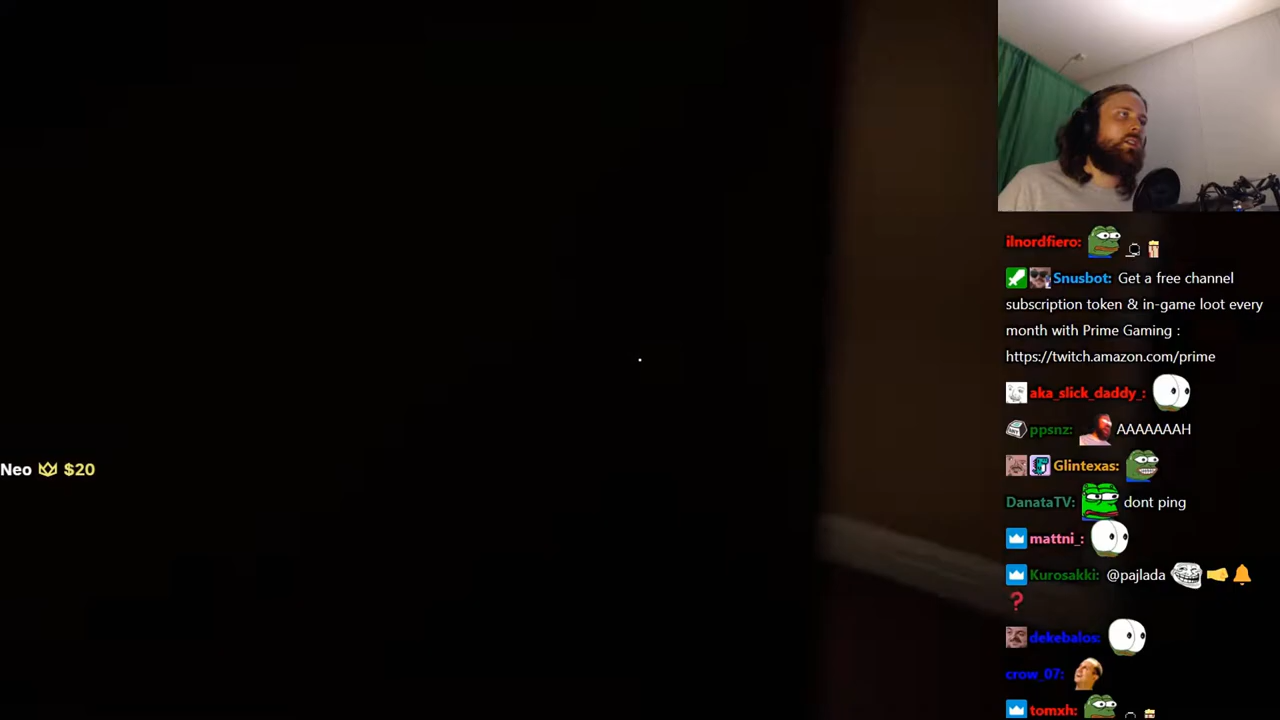 ilnordfiero:
Snusbot: Get a free channel
subscription token & in-game loot every
month with Prime Gaming :
https://twitch.amazon.com/prime
aka_slick_daddy_:
ppsnz: AAAAAAAH
Glintexas:
Neo $20
DanataTV: dont ping
mattni_:
Kurosakki: @pajlada
dekebalos:
crow_07:
tomxh: